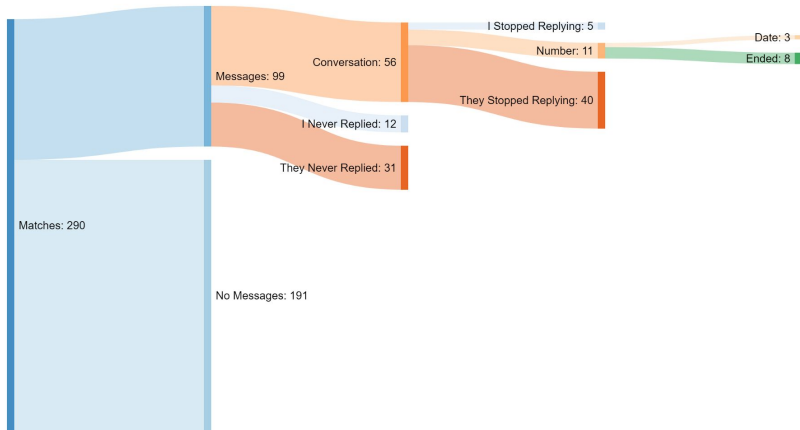 I Stopped Replying: 5
Date: 3
Number: 11
Ended: 8
Conversation: 56
Messages: 99
They Stopped Replying: 40
I Never Replied: 12
They Never Replied: 31
Matches: 290
No Messages: 191